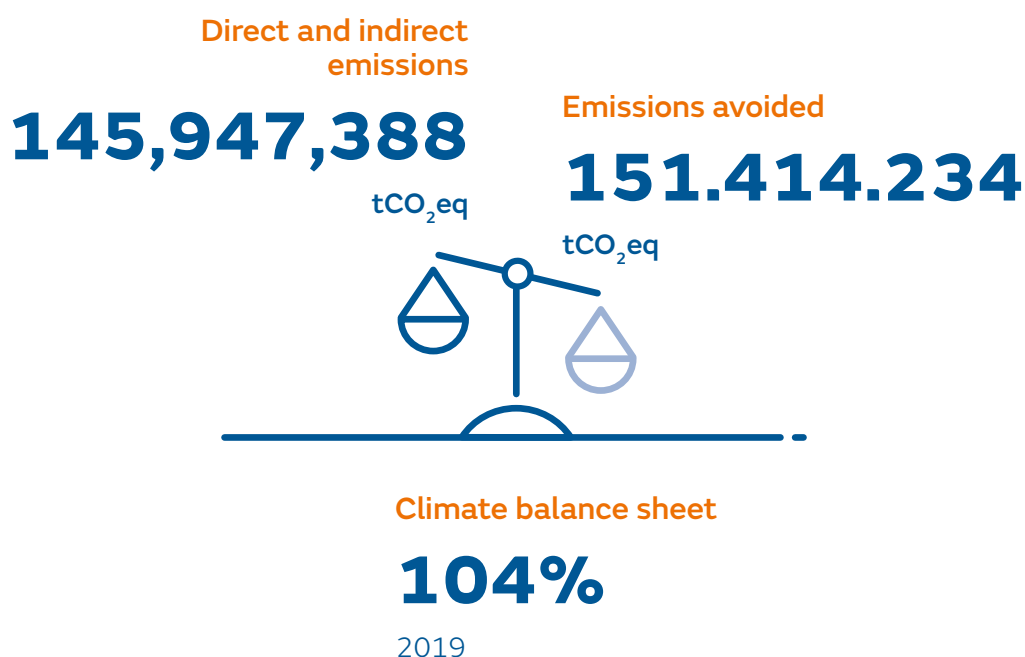 Direct and indirect
emissions
145,947,388
tCO₂eq
Emissions avoided
151.414.234
tCO₂eq
Climate balance sheet
104%
2019